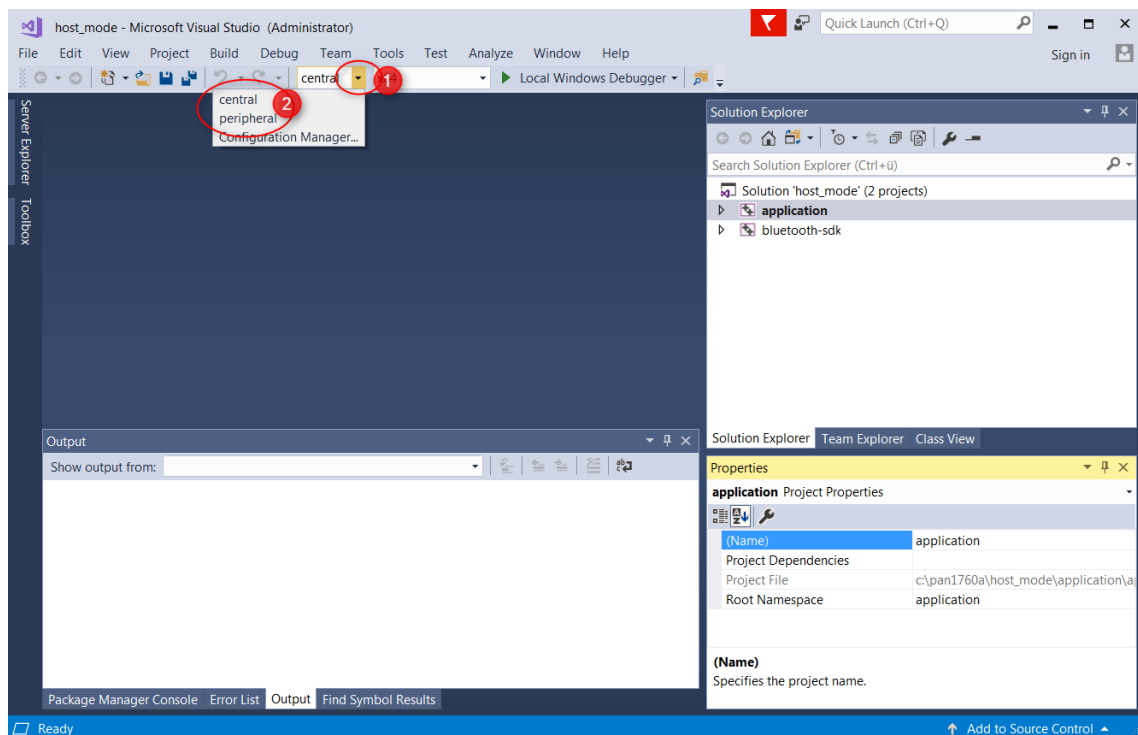 host_mode - Microsoft Visual Studio (Administrator)
Quick Launch (Ctrl+Q)
File Edit View Project Build Debug Team Tools Test Analyze Window Help
Sign in
central
1
Local Windows Debugger
central
2
peripheral
Configuration Manager...
Server Explorer
Toolbox
Solution Explorer
Search Solution Explorer (Ctrl+ü)
Solution 'host_mode' (2 projects)
application
bluetooth-sdk
Solution Explorer Team Explorer Class View
Output
Show output from:
Properties
application Project Properties
(Name) application
Project Dependencies
Project File c:\pan1760a\host_mode\application\a
Root Namespace application
(Name)
Specifies the project name.
Package Manager Console Error List Output Find Symbol Results
Ready
Add to Source Control